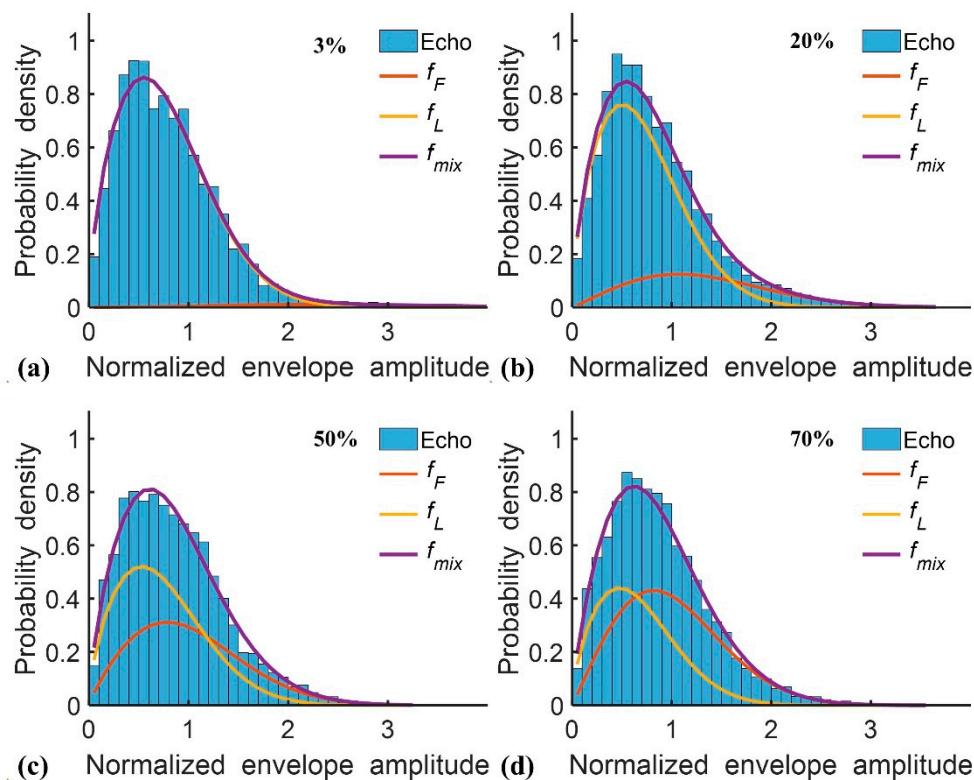 1
0.8
0.6
0.4
0.2
0
0 1 2 3
Probability density
Normalized envelope amplitude
3%
Echo
f_F
f_L
f_mix
(a)
1
0.8
0.6
0.4
0.2
0
0 1 2 3
Probability density
Normalized envelope amplitude
20%
Echo
f_F
f_L
f_mix
(b)
1
0.8
0.6
0.4
0.2
0
0 1 2 3
Probability density
Normalized envelope amplitude
50%
Echo
f_F
f_L
f_mix
(c)
1
0.8
0.6
0.4
0.2
0
0 1 2 3
Probability density
Normalized envelope amplitude
70%
Echo
f_F
f_L
f_mix
(d)